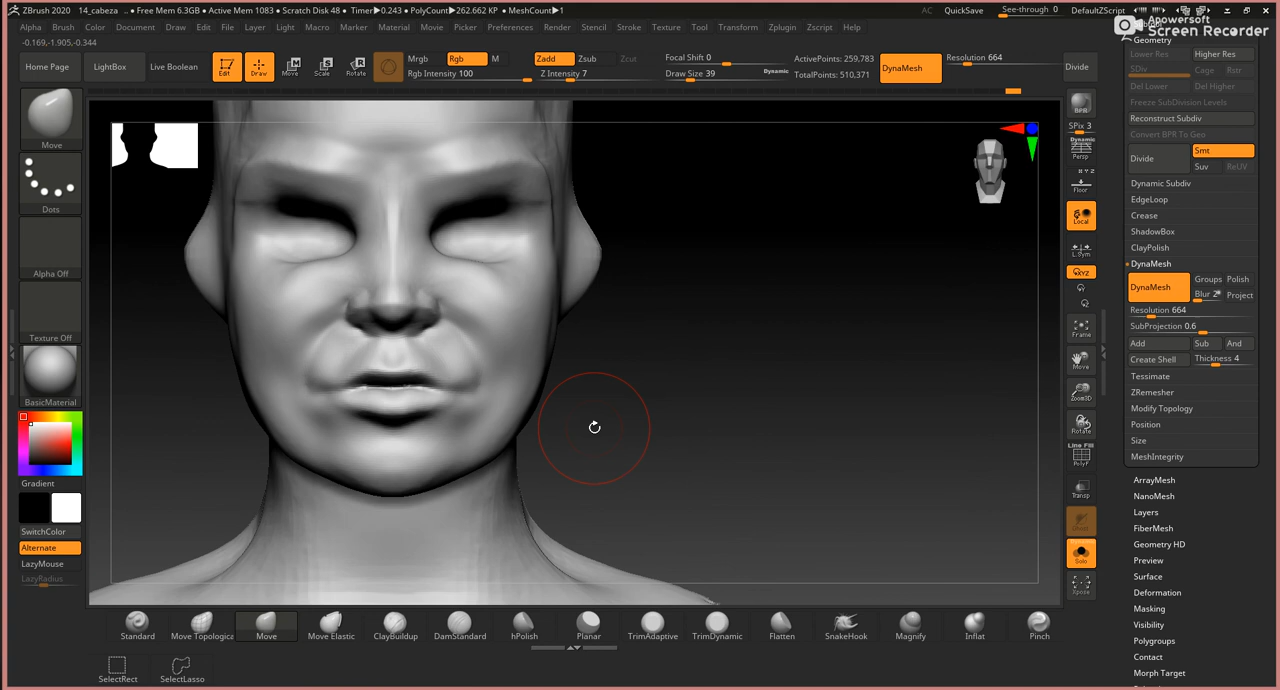 ZBrush 2020 14_cabeza .. • Free Mem 6.3GB • Active Mem 1083 • Scratch Disk 48 • Timer▶0.243 • PolyCount▶262.662 KP • MeshCount▶1
AC QuickSave See-through 0 DefaultZScript
Apowersoft
Screen Recorder
Alpha Brush Color Document Draw Edit File Layer Light Macro Marker Material Movie Picker Preferences Render Stencil Stroke Texture Tool Transform Zplugin Zscript Help
-0.169,-1.905,-0.344
Home Page LightBox Live Boolean Edit Draw Move Scale Rotate
Mrgb Rgb M
Rgb Intensity 100
Zadd Zsub Zcut
Z Intensity 7
Focal Shift 0
Draw Size 39 Dynamic
ActivePoints: 259,783
TotalPoints: 510,371
DynaMesh
Resolution 664
Divide
Move
Dots
Alpha Off
Texture Off
BasicMaterial
Gradient
SwitchColor
Alternate
LazyMouse
LazyRadius
BPR
SPix 3
Dynamic
Persp
X Y Z
Floor
Local
L.Sym
XYZ
Frame
Move
Zoom3D
Rotate
Line Fill
PolyF
Transp
Ghost
Dynamic
Solo
Xpose
Geometry
Lower Res Higher Res
SDiv Cage Rstr
Del Lower Del Higher
Freeze SubDivision Levels
Reconstruct Subdiv
Convert BPR To Geo
Divide Smt
Suv ReUV
Dynamic Subdiv
EdgeLoop
Crease
ShadowBox
ClayPolish
DynaMesh
DynaMesh Groups Polish
Blur 2 Project
Resolution 664
SubProjection 0.6
Add Sub And
Create Shell Thickness 4
Tessimate
ZRemesher
Modify Topology
Position
Size
MeshIntegrity
ArrayMesh
NanoMesh
Layers
FiberMesh
Geometry HD
Preview
Surface
Deformation
Masking
Visibility
Polygroups
Contact
Morph Target
Standard Move Topologica Move Move Elastic ClayBuildup DamStandard hPolish Planar TrimAdaptive TrimDynamic Flatten SnakeHook Magnify Inflat Pinch
SelectRect SelectLasso